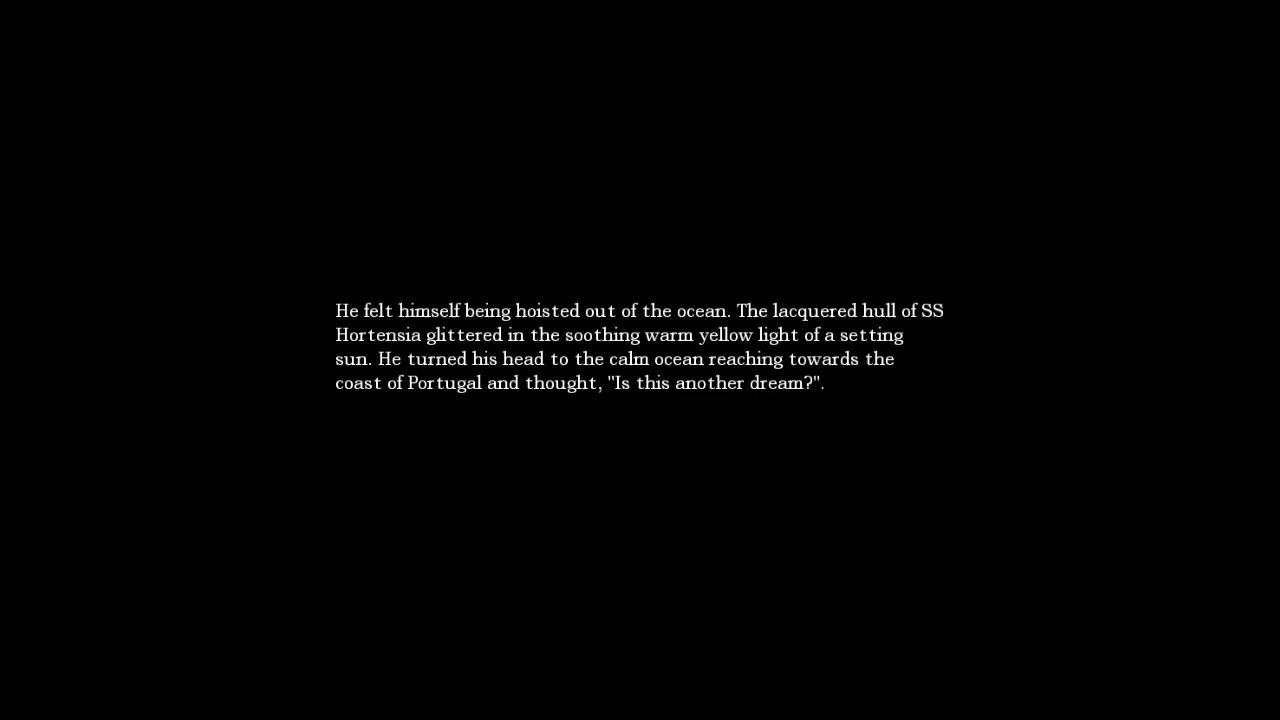 He felt himself being hoisted out of the ocean. The lacquered hull of SS
Hortensia glittered in the soothing warm yellow light of a setting
sun. He turned his head to the calm ocean reaching towards the
coast of Portugal and thought, "Is this another dream?".